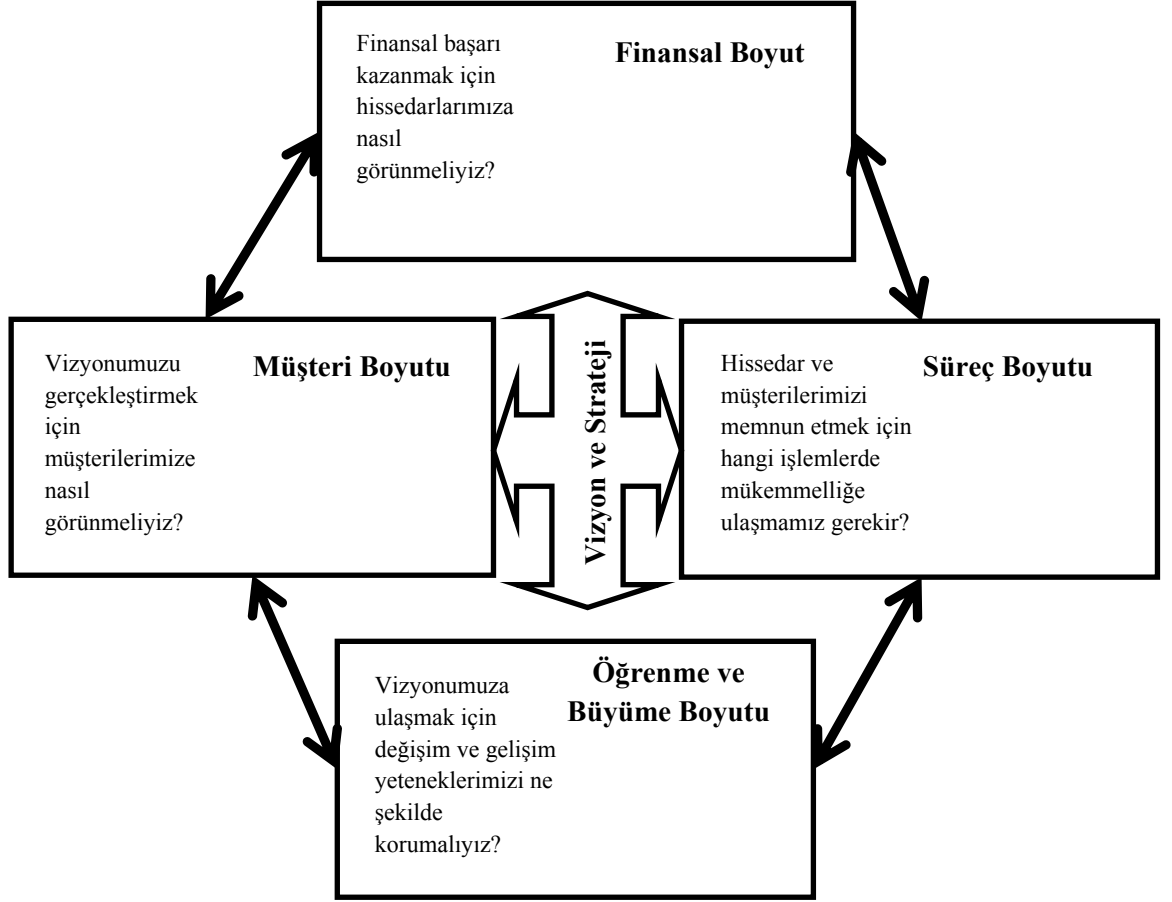 Finansal başarı
kazanmak için
hissedarlarımıza
nasıl
görünmeliyiz?
Finansal Boyut
Vizyonumuzu
gerçekleştirmek
için
müşterilerimize
nasıl
görünmeliyiz?
Müşteri Boyutu
Vizyon ve Strateji
Hissedar ve
müşterilerimizi
memnun etmek için
hangi işlemlerde
mükemmelliğe
ulaşmamız gerekir?
Süreç Boyutu
Vizyonumuza
ulaşmak için
değişim ve gelişim
yeteneklerimizi ne
şekilde
korumalıyız?
Öğrenme ve
Büyüme Boyutu